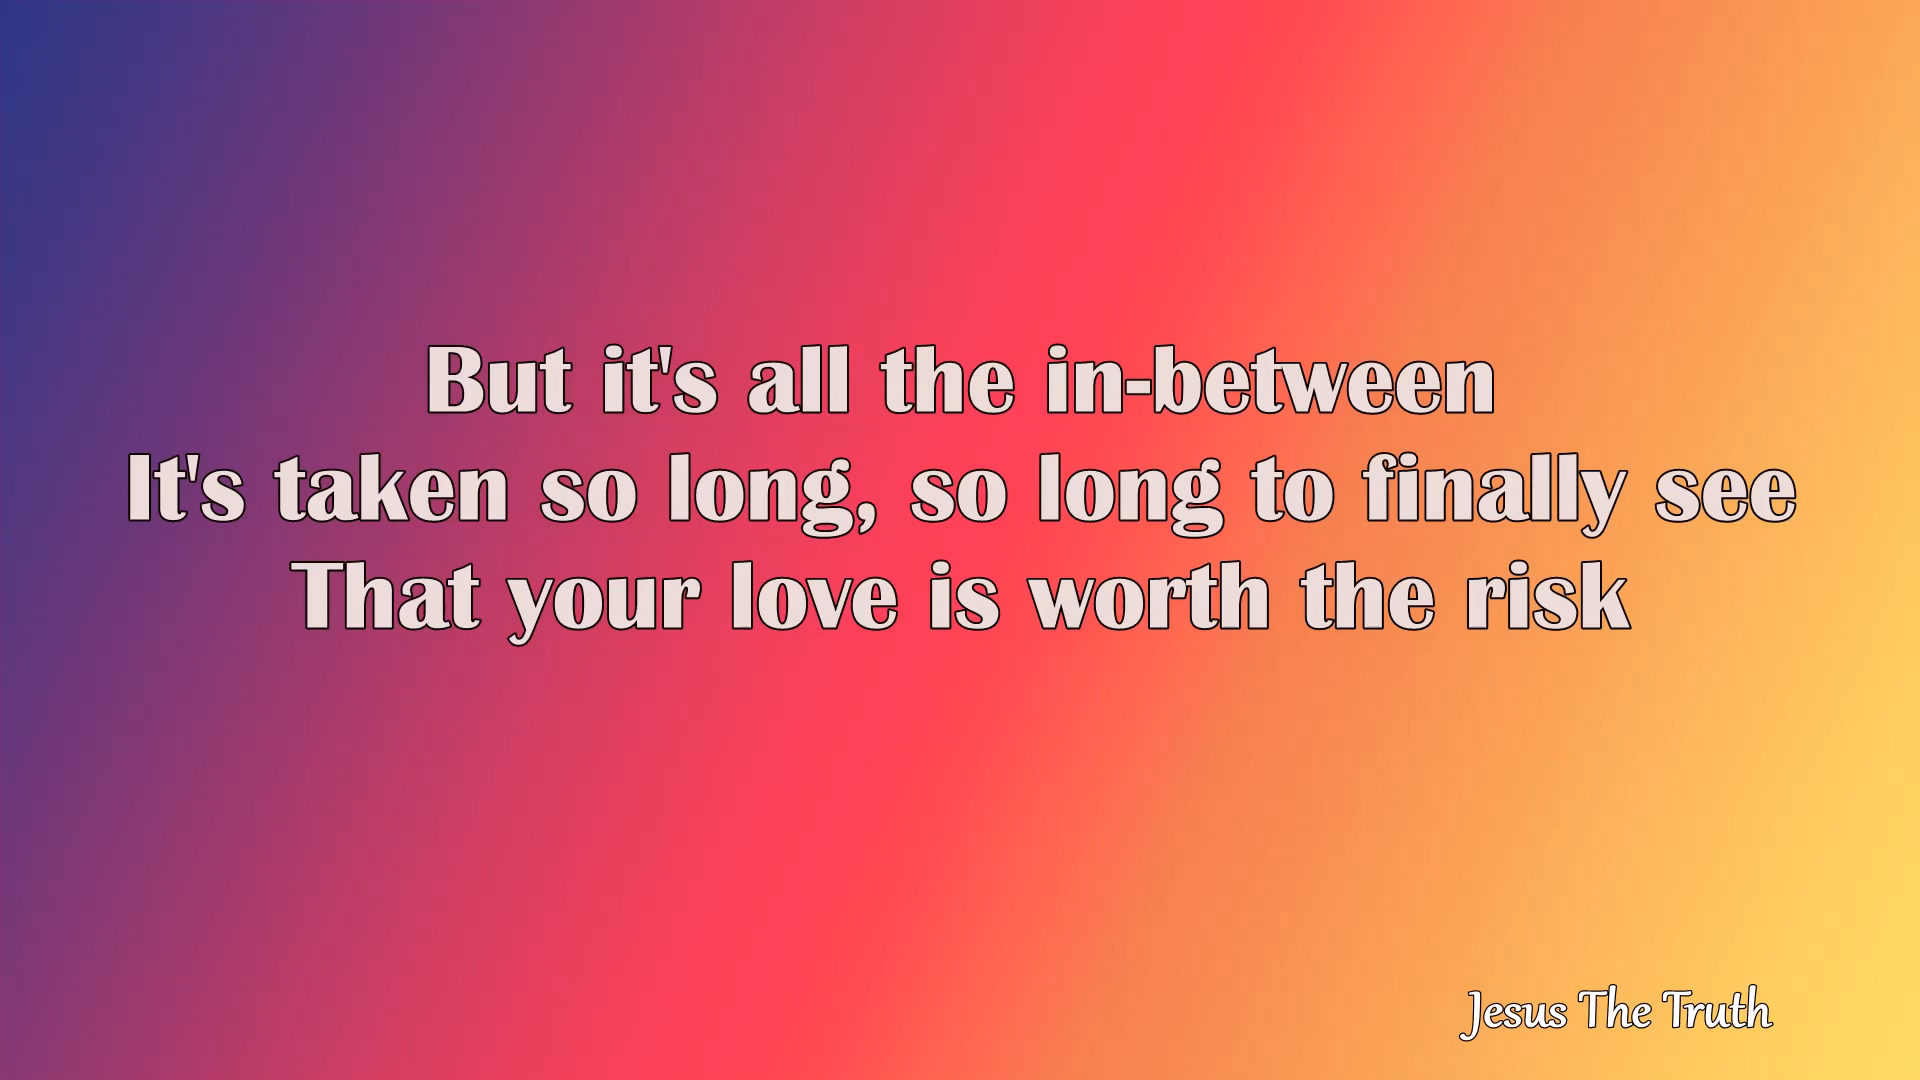 But it's all the in-between
It's taken so long, so long to finally see
That your love is worth the risk
Jesus The Truth